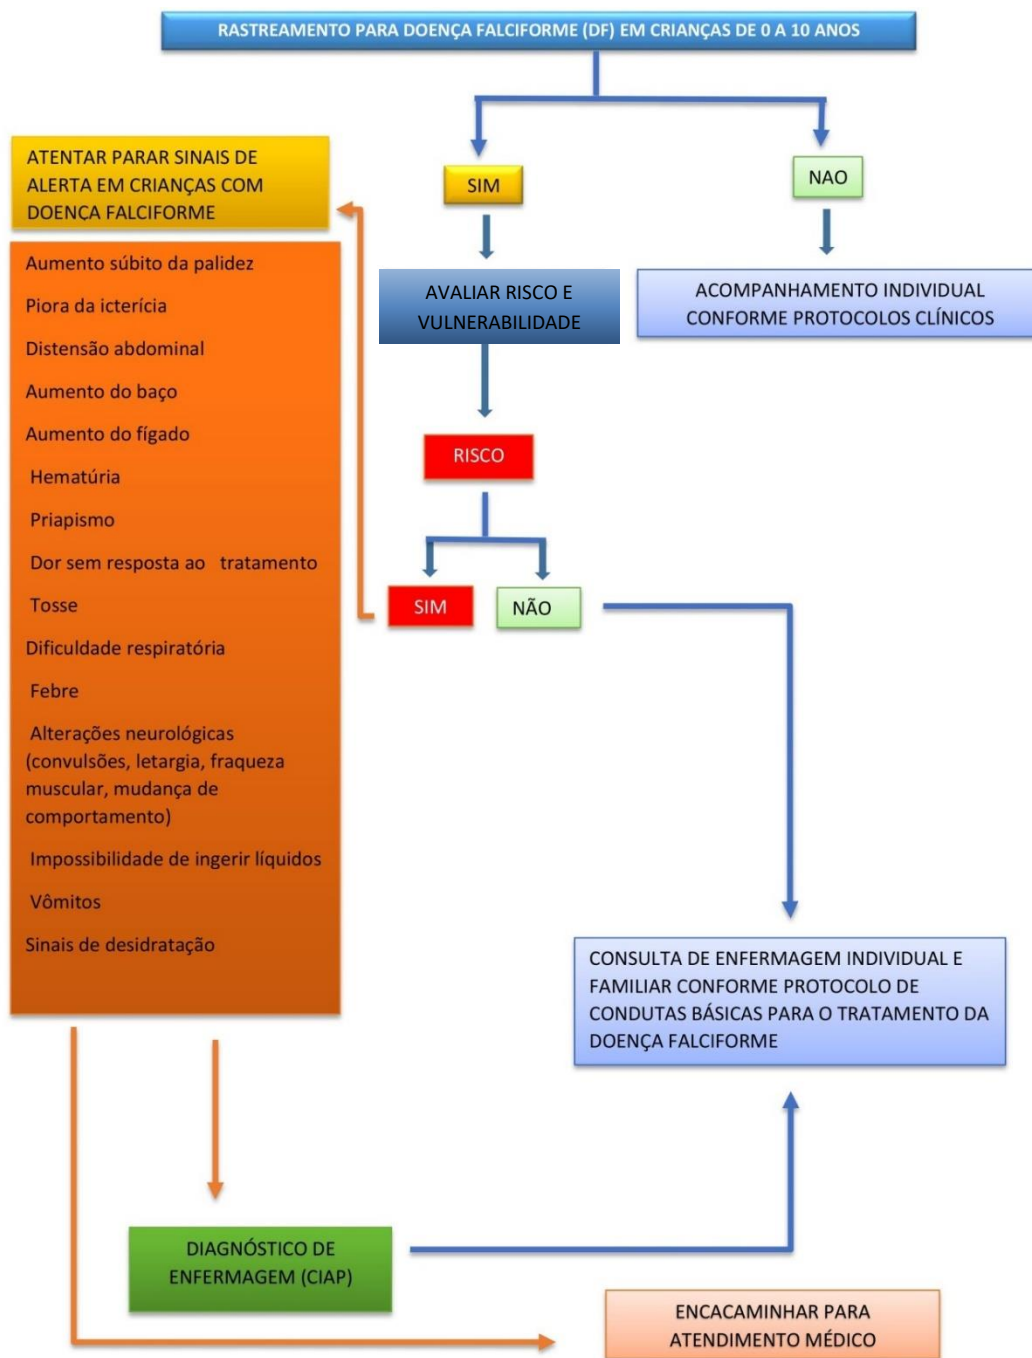 RASTREAMENTO PARA DOENÇA FALCIFORME (DF) EM CRIANÇAS DE 0 A 10 ANOS
ATENTAR PARAR SINAIS DE
ALERTA EM CRIANÇAS COM
DOENÇA FALCIFORME
SIM
NAO
Aumento súbito da palidez
Piora da icterícia
Distensão abdominal
Aumento do baço
Aumento do fígado
Hematúria
Priapismo
Dor sem resposta ao tratamento
Tosse
Dificuldade respiratória
Febre
Alterações neurológicas
(convulsões, letargia, fraqueza
muscular, mudança de
comportamento)
Impossibilidade de ingerir líquidos
Vômitos
Sinais de desidratação
AVALIAR RISCO E
VULNERABILIDADE
ACOMPANHAMENTO INDIVIDUAL
CONFORME PROTOCOLOS CLÍNICOS
RISCO
SIM
NÃO
CONSULTA DE ENFERMAGEM INDIVIDUAL E
FAMILIAR CONFORME PROTOCOLO DE
CONDUTAS BÁSICAS PARA O TRATAMENTO DA
DOENÇA FALCIFORME
DIAGNÓSTICO DE
ENFERMAGEM (CIAP)
ENCACAMINHAR PARA
ATENDIMENTO MÉDICO